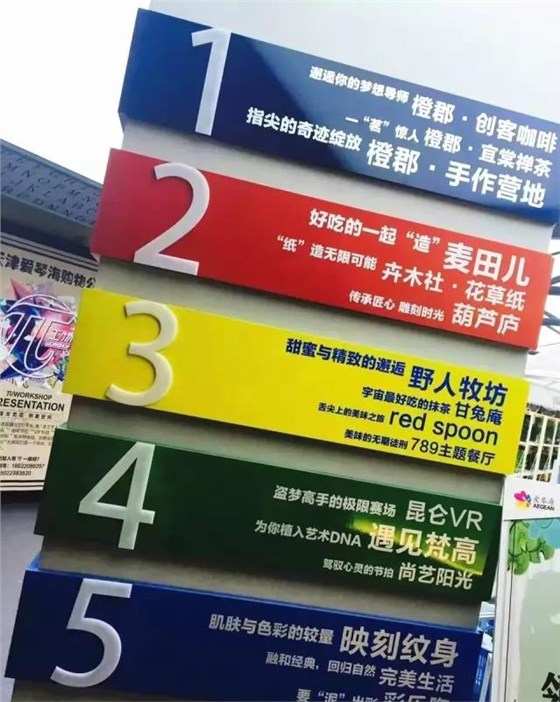 1
邂逅你的梦想导师 橙郡·创客咖啡
一“茗”惊人 橙郡·宜棠禅茶
指尖的奇迹绽放 橙郡·手作营地
2
好吃的一起“造” 麦田儿
“纸”造无限可能 卉木社·花草纸
传承匠心 雕刻时光 葫芦庐
3
甜蜜与精致的邂逅 野人牧坊
宇宙最好吃的抹茶 甘兔庵
舌尖上的美味之旅 red spoon
美味的无期徒刑 789主题餐厅
4
盗梦高手的极限赛场 昆仑VR
为你植入艺术DNA 遇见梵高
驾驭心灵的节拍 尚艺阳光
5
肌肤与色彩的较量 映刻纹身
融和经典，回归自然 完美生活
要“泥”出彩
天津爱琴海购物公
TI/WORKSHOP
RESENTATION
爱琴海
AEGEAN